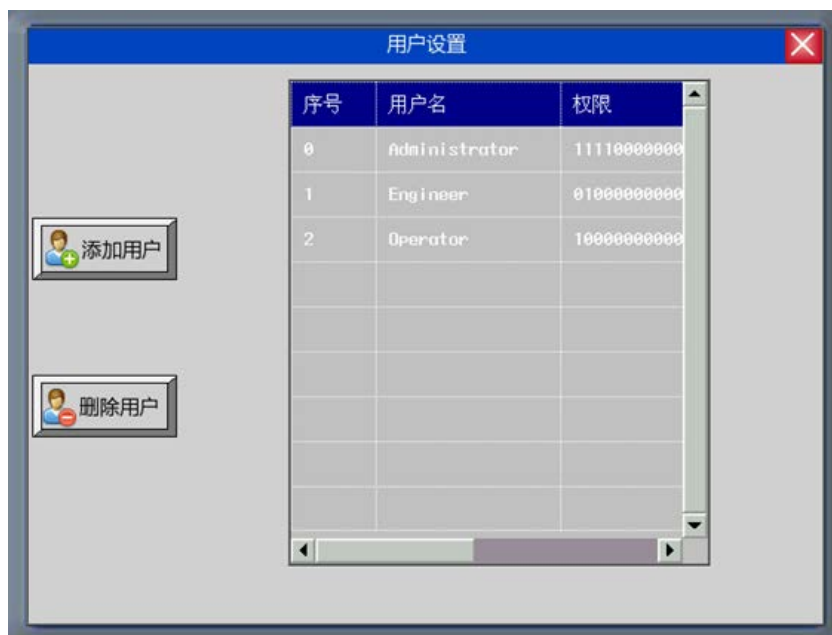 用户设置
序号 用户名 权限
0 Administrator 11110000000
1 Engineer 01000000000
2 Operator 10000000000
添加用户
删除用户